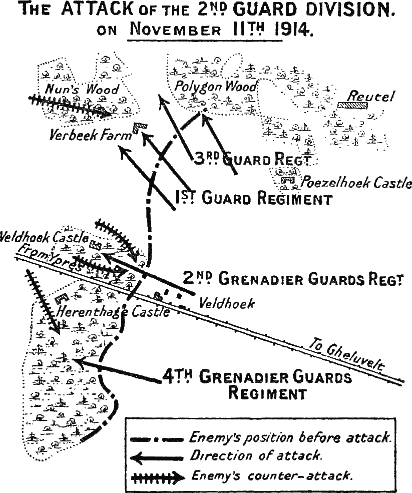 THE ATTACK OF THE 2ND GUARD DIVISION.
ON NOVEMBER 11TH 1914.
Nun's Wood
Polygon Wood
Reutel
Verbeek Farm
3RD GUARD REGT
Poezelhoek Castle
1ST GUARD REGIMENT
Veldhoek Castle
From Ypres
2ND GRENADIER GUARDS REGT
Veldhoek
Herenthage Castle
To Gheluvelt
4TH GRENADIER GUARDS
REGIMENT
Enemy's position before attack.
Direction of attack.
Enemy's counter-attack.